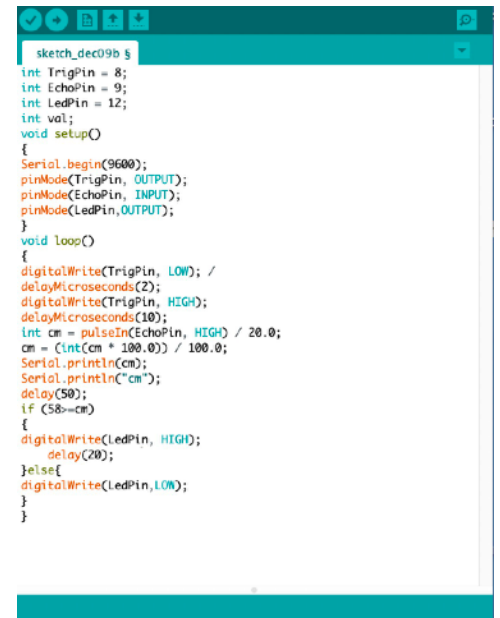 sketch_dec09b §
int TrigPin = 8;
int EchoPin = 9;
int LedPin = 12;
int val;
void setup()
{
Serial.begin(9600);
pinMode(TrigPin, OUTPUT);
pinMode(EchoPin, INPUT);
pinMode(LedPin,OUTPUT);
}
void loop()
{
digitalWrite(TrigPin, LOW); /
delayMicroseconds(2);
digitalWrite(TrigPin, HIGH);
delayMicroseconds(10);
int cm = pulseIn(EchoPin, HIGH) / 20.0;
cm = (int(cm * 100.0)) / 100.0;
Serial.println(cm);
Serial.println("cm");
delay(50);
if (58>=cm)
{
digitalWrite(LedPin, HIGH);
    delay(20);
}else{
digitalWrite(LedPin,LOW);
}
}